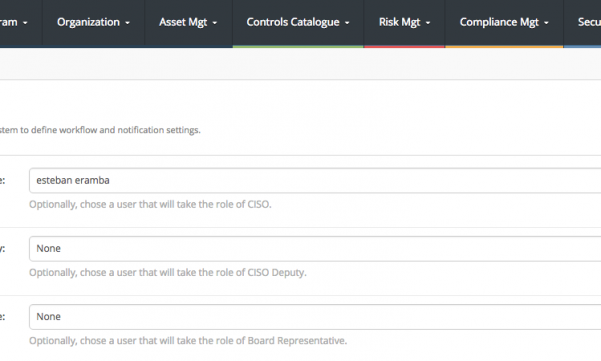 ram Organization Asset Mgt Controls Catalogue Risk Mgt Compliance Mgt Secu
stem to define workflow and notification settings.
e: esteban eramba
Optionally, chose a user that will take the role of CISO.
y: None
Optionally, chose a user that will take the role of CISO Deputy.
e: None
Optionally, chose a user that will take the role of Board Representative.